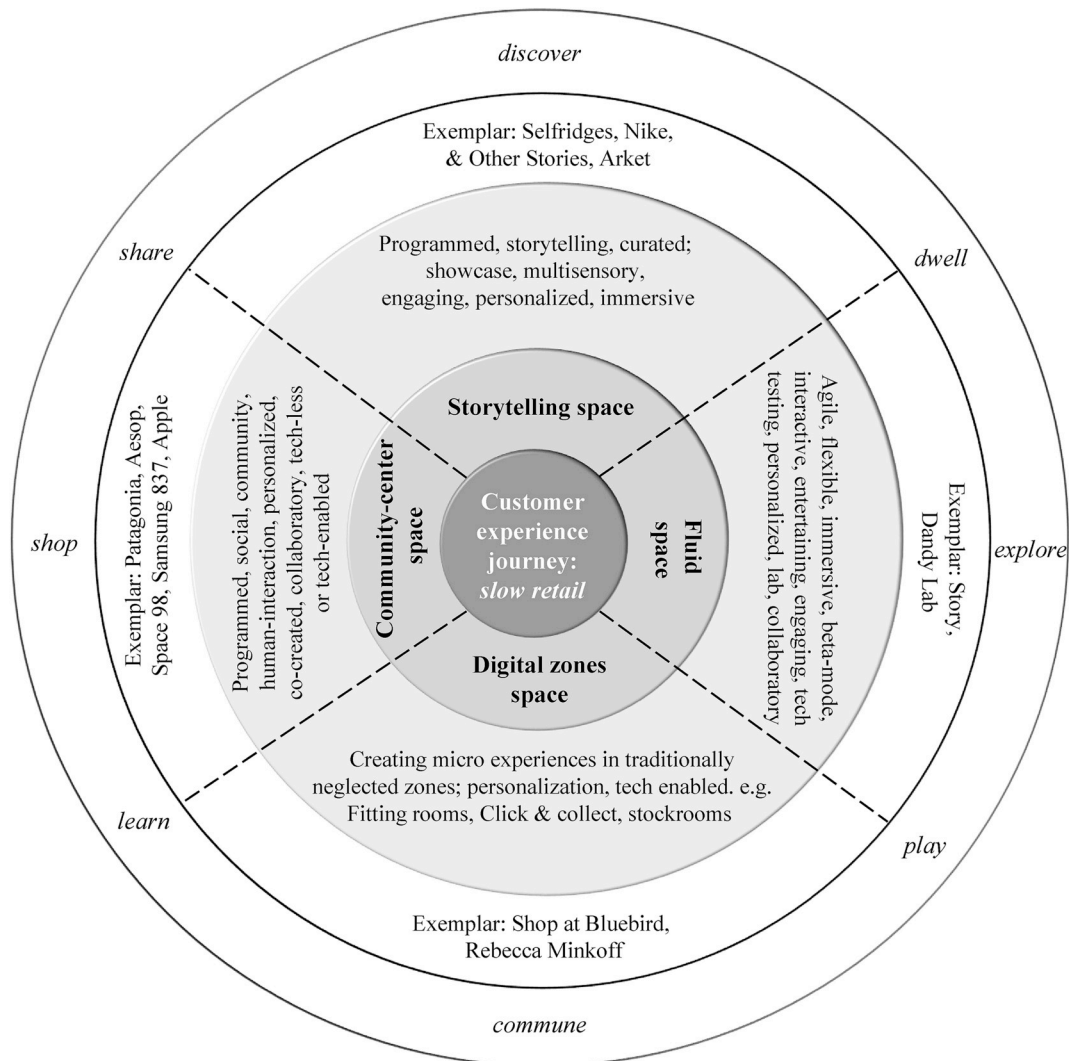 discover
Exemplar: Selfridges, Nike,
& Other Stories, Arket
share
dwell
Programmed, storytelling, curated;
showcase, multisensory,
engaging, personalized, immersive
Storytelling space
Customer
experience
journey:
slow retail
Community-center
space
Programmed, social, community,
human-interaction, personalized,
co-created, collaboratory, tech-less
or tech-enabled
Exemplar: Patagonia, Aesop,
Space 98, Samsung 837, Apple
shop
Fluid
space
Agile, flexible, immersive, beta-mode,
interactive, entertaining, engaging, tech
testing, personalized, lab, collaboratory
Exemplar: Story,
Dandy Lab
explore
Digital zones
space
Creating micro experiences in traditionally
neglected zones; personalization, tech enabled. e.g.
Fitting rooms, Click & collect, stockrooms
learn
play
Exemplar: Shop at Bluebird,
Rebecca Minkoff
commune